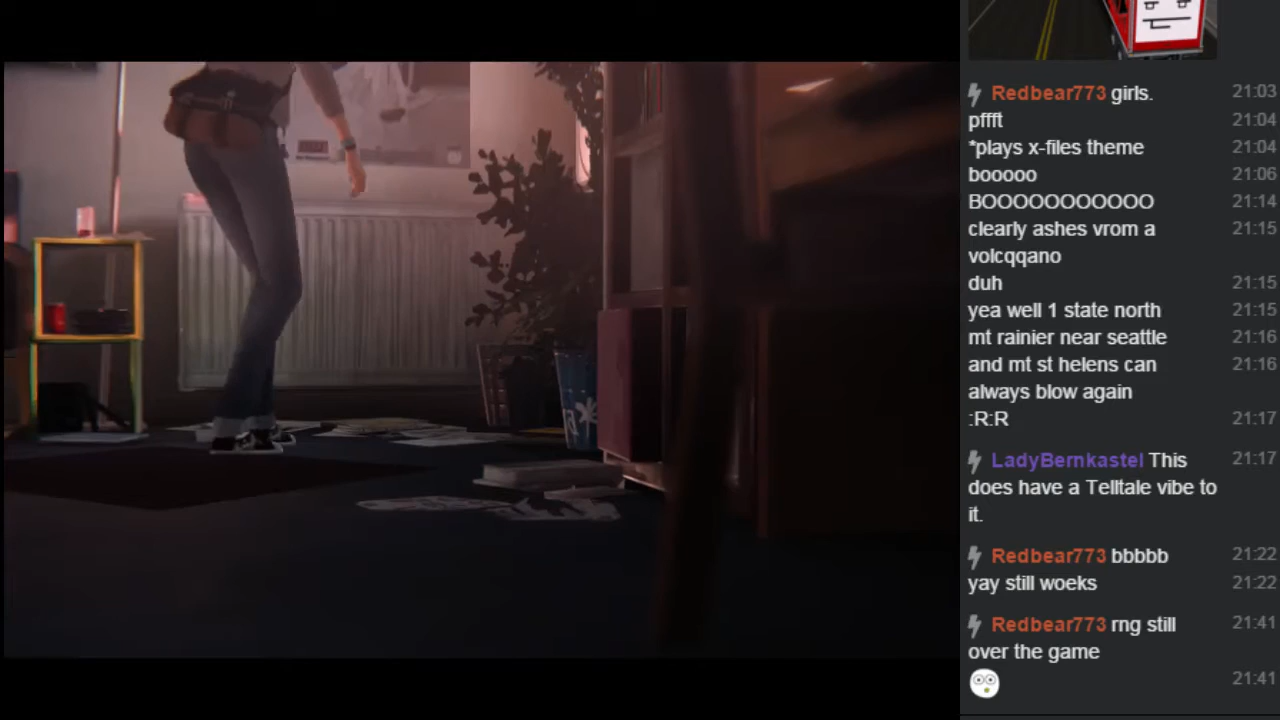 Redbear773 girls. 21:03
pffft 21:04
*plays x-files theme 21:04
booooo 21:06
BOOOOOOOOOOO 21:14
clearly ashes vrom a 21:15
volcqqano
duh 21:15
yea well 1 state north 21:15
mt rainier near seattle 21:16
and mt st helens can 21:16
always blow again
:R:R 21:17
LadyBernkastel This 21:17
does have a Telltale vibe to
it.
Redbear773 bbbbb 21:22
yay still woeks 21:22
Redbear773 rng still 21:41
over the game
21:41